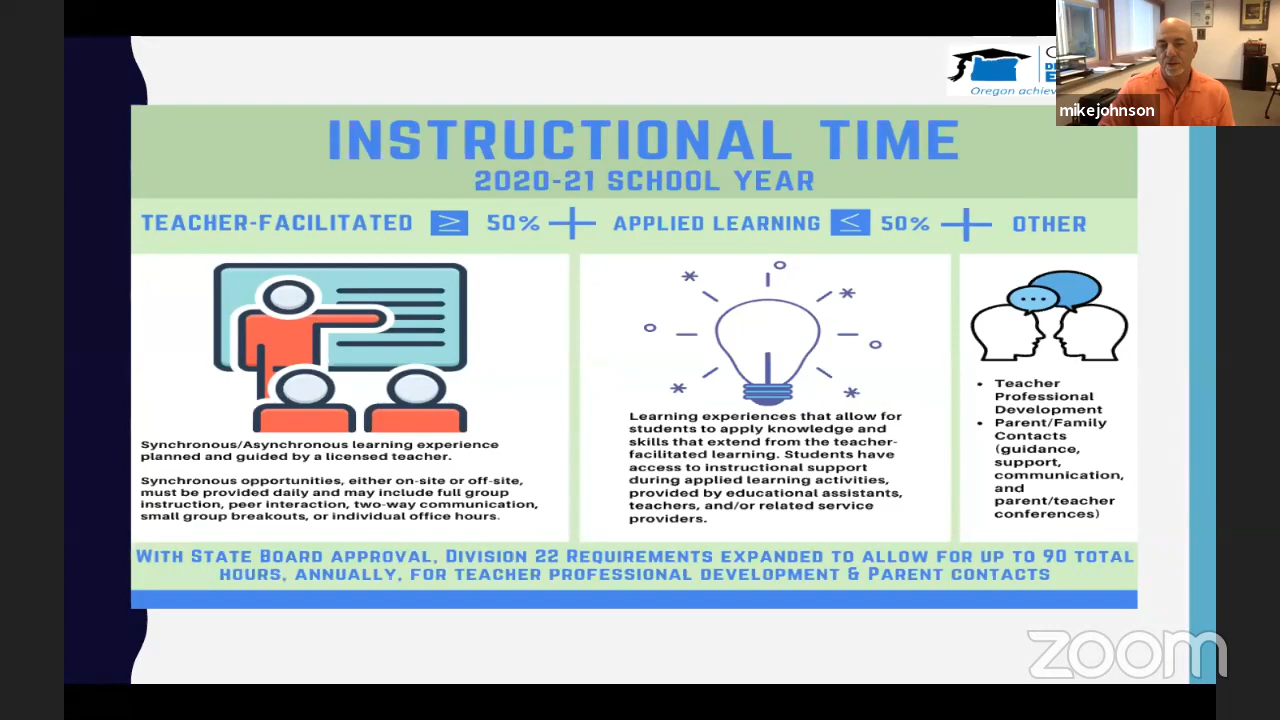 Oregon achie
mikejohnson
INSTRUCTIONAL TIME
2020-21 SCHOOL YEAR
TEACHER-FACILITATED ≥ 50% + APPLIED LEARNING ≤ 50% + OTHER
Synchronous/Asynchronous learning experience
planned and guided by a licensed teacher.
Synchronous opportunities, either on-site or off-site,
must be provided daily and may include full group
instruction, peer interaction, two-way communication,
small group breakouts, or individual office hours.
Learning experiences that allow for
students to apply knowledge and
skills that extend from the teacher-
facilitated learning. Students have
access to instructional support
during applied learning activities,
provided by educational assistants,
teachers, and/or related service
providers.
• Teacher
Professional
Development
• Parent/Family
Contacts
(guidance,
support,
communication,
and
parent/teacher
conferences)
WITH STATE BOARD APPROVAL, DIVISION 22 REQUIREMENTS EXPANDED TO ALLOW FOR UP TO 90 TOTAL
HOURS, ANNUALLY, FOR TEACHER PROFESSIONAL DEVELOPMENT & PARENT CONTACTS
zoom